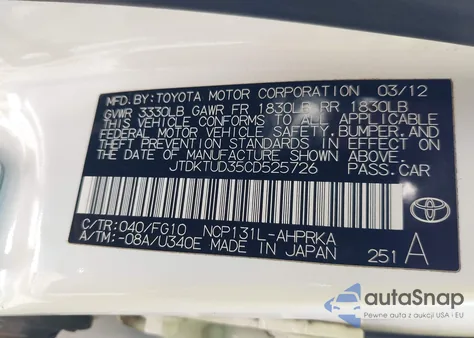 MFD.BY:TOYOTA MOTOR CORPORATION 03/12
GVWR 3330LB GAWR FR 1830LB RR 1830LB
THIS VEHICLE CONFORMS TO ALL APPLICABLE
FEDERAL MOTOR VEHICLE SAFETY, BUMPER, AND
THEFT PREVENTION STANDARDS IN EFFECT ON
THE DATE OF MANUFACTURE SHOWN ABOVE.
JTDKTUD35CD525726 PASS.CAR
C/TR:040/FG10 NCP131L-AHPRKA
A/TM:-08A/U340E MADE IN JAPAN
251 A
TOYOTA
autoSnap
Pewne auta z USA - EU